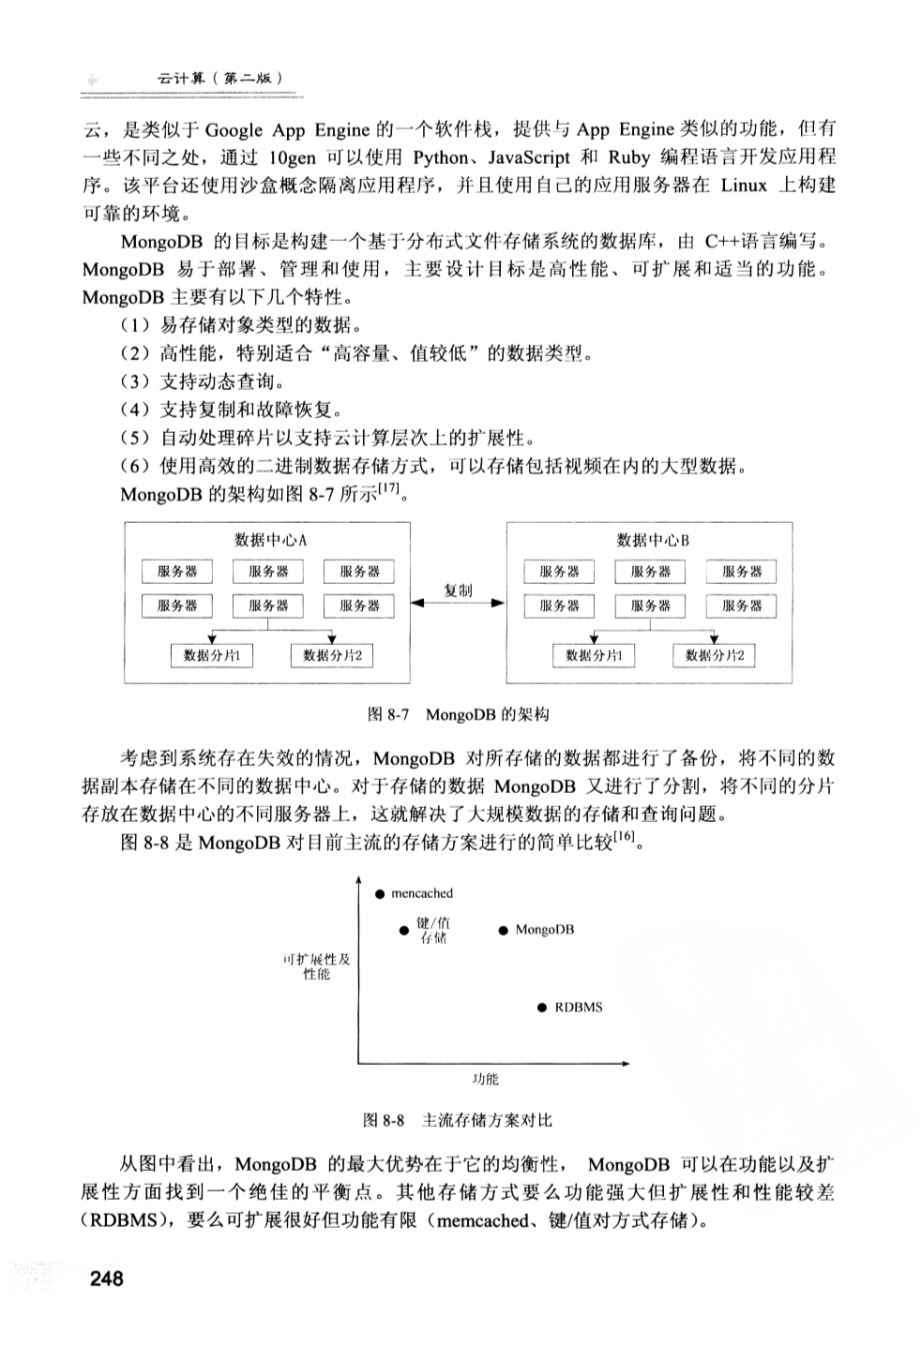 云计算（第二版）
云，是类似于 Google App Engine 的一个软件栈，提供与 App Engine 类似的功能，但有
一些不同之处，通过 10gen 可以使用 Python、JavaScript 和 Ruby 编程语言开发应用程
序。该平台还使用沙盒概念隔离应用程序，并且使用自己的应用服务器在 Linux 上构建
可靠的环境。
MongoDB 的目标是构建一个基于分布式文件存储系统的数据库，由 C++语言编写。
MongoDB 易于部署、管理和使用，主要设计目标是高性能、可扩展和适当的功能。
MongoDB 主要有以下几个特性。
（1）易存储对象类型的数据。
（2）高性能，特别适合“高容量、值较低”的数据类型。
（3）支持动态查询。
（4）支持复制和故障恢复。
（5）自动处理碎片以支持云计算层次上的扩展性。
（6）使用高效的二进制数据存储方式，可以存储包括视频在内的大型数据。
MongoDB 的架构如图 8-7 所示[17]。
数据中心A
服务器 服务器 服务器
服务器 服务器 服务器
数据分片1 数据分片2
复制
数据中心B
服务器 服务器 服务器
服务器 服务器 服务器
数据分片1 数据分片2
图 8-7 MongoDB 的架构
考虑到系统存在失效的情况，MongoDB 对所存储的数据都进行了备份，将不同的数
据副本存储在不同的数据中心。对于存储的数据 MongoDB 又进行了分割，将不同的分片
存放在数据中心的不同服务器上，这就解决了大规模数据的存储和查询问题。
图 8-8 是 MongoDB 对目前主流的存储方案进行的简单比较[16]。
mencached
键/值
存储
MongoDB
可扩展性及
性能
RDBMS
功能
图 8-8 主流存储方案对比
从图中看出，MongoDB 的最大优势在于它的均衡性， MongoDB 可以在功能以及扩
展性方面找到一个绝佳的平衡点。其他存储方式要么功能强大但扩展性和性能较差
（RDBMS），要么可扩展很好但功能有限（memcached、键/值对方式存储）。
248